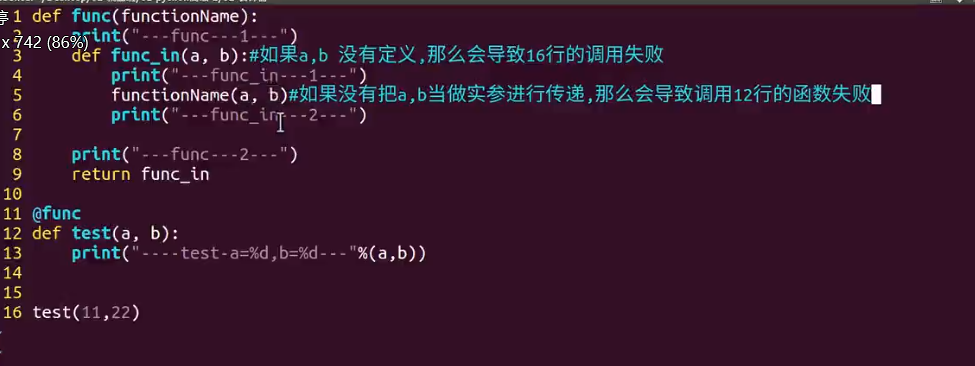 1 def func(functionName):
停
2     print("---func---1---")
x 742 (86%)
3     def func_in(a, b):#如果a,b 没有定义,那么会导致16行的调用失败
4         print("---func_in---1---")
5         functionName(a, b)#如果没有把a,b当做实参进行传递,那么会导致调用12行的函数失败
6         print("---func_in---2---")
7
8     print("---func---2---")
9     return func_in
10
11 @func
12 def test(a, b):
13     print("----test-a=%d,b=%d---"%(a,b))
14
15
16 test(11,22)